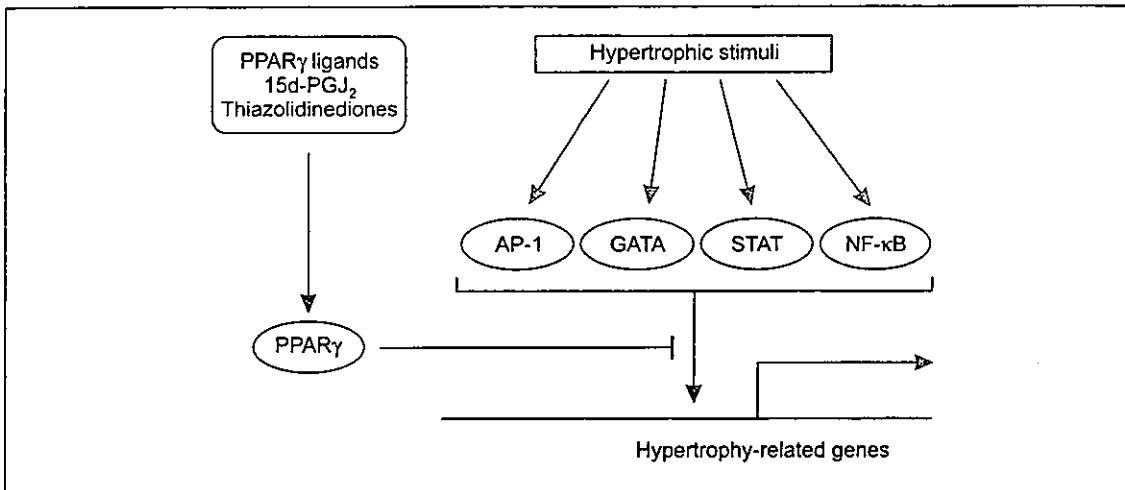 PPARγ ligands
15d-PGJ₂
Thiazolidinediones
Hypertrophic stimuli
AP-1
GATA
STAT
NF-κB
PPARγ
Hypertrophy-related genes